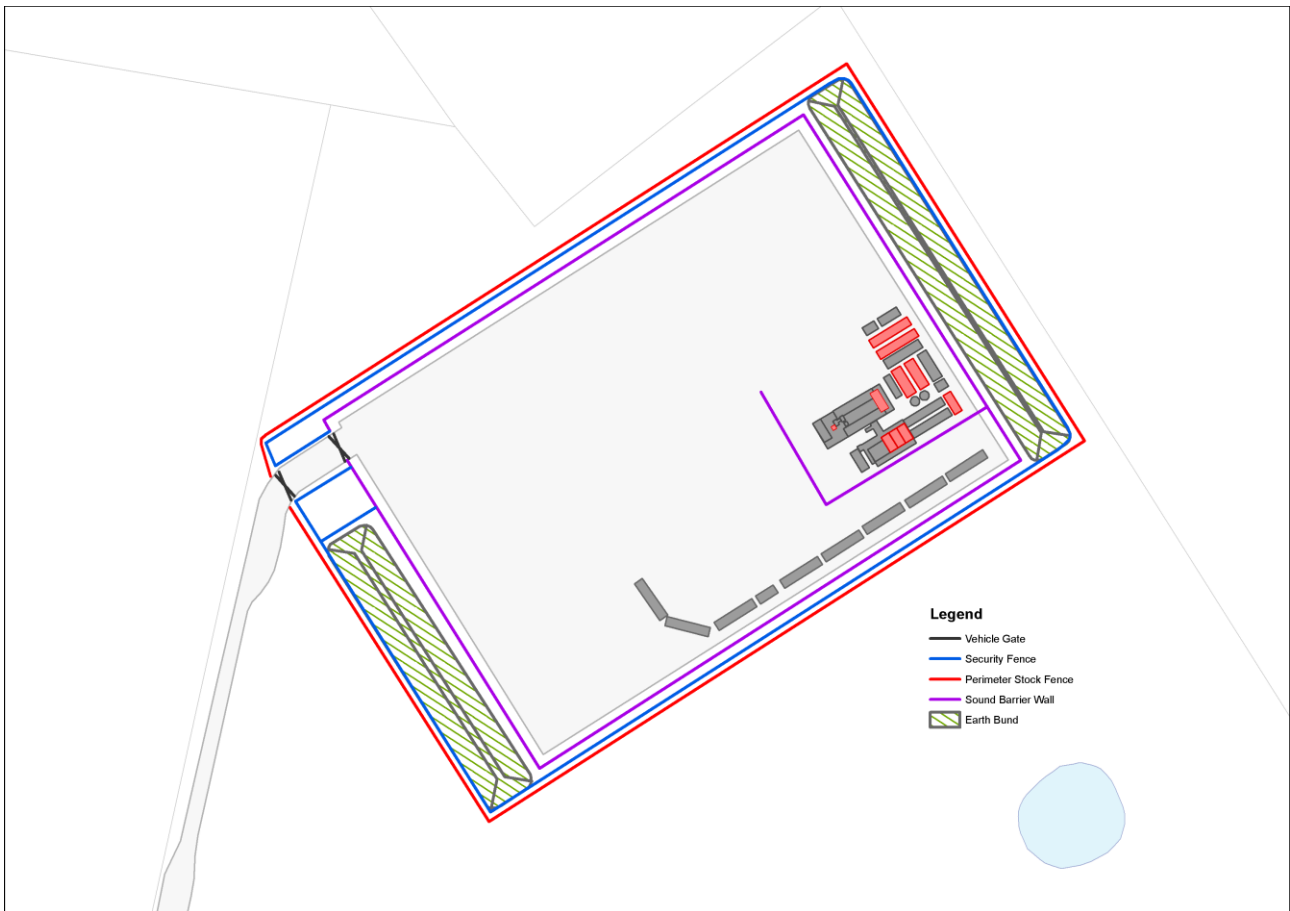 Legend
Vehicle Gate
Security Fence
Perimeter Stock Fence
Sound Barrier Wall
Earth Bund